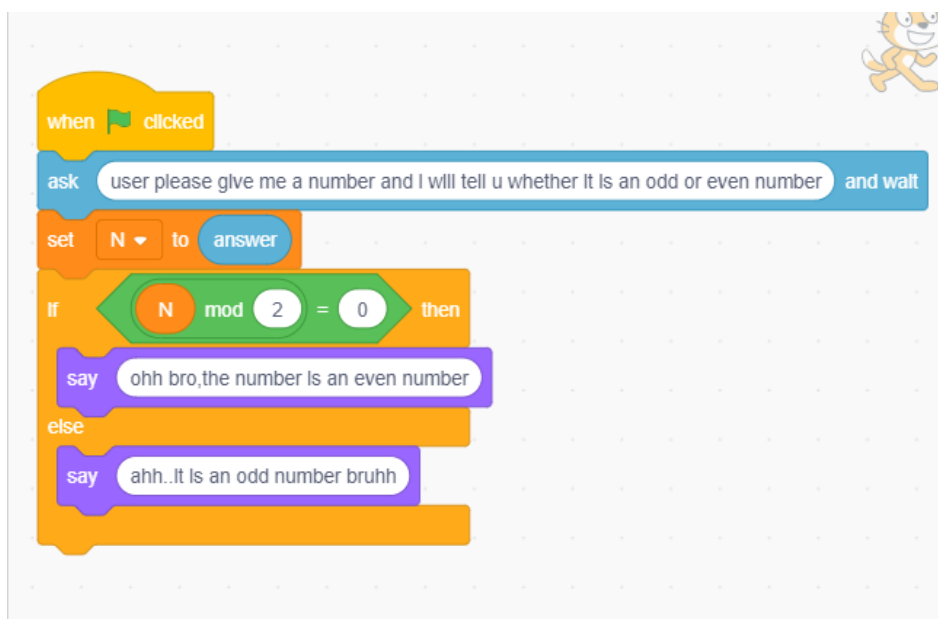 when clicked
ask user please give me a number and I will tell u whether it is an odd or even number and wait
set N to answer
If N mod 2 = 0 then
say ohh bro,the number is an even number
else
say ahh..It is an odd number bruhh